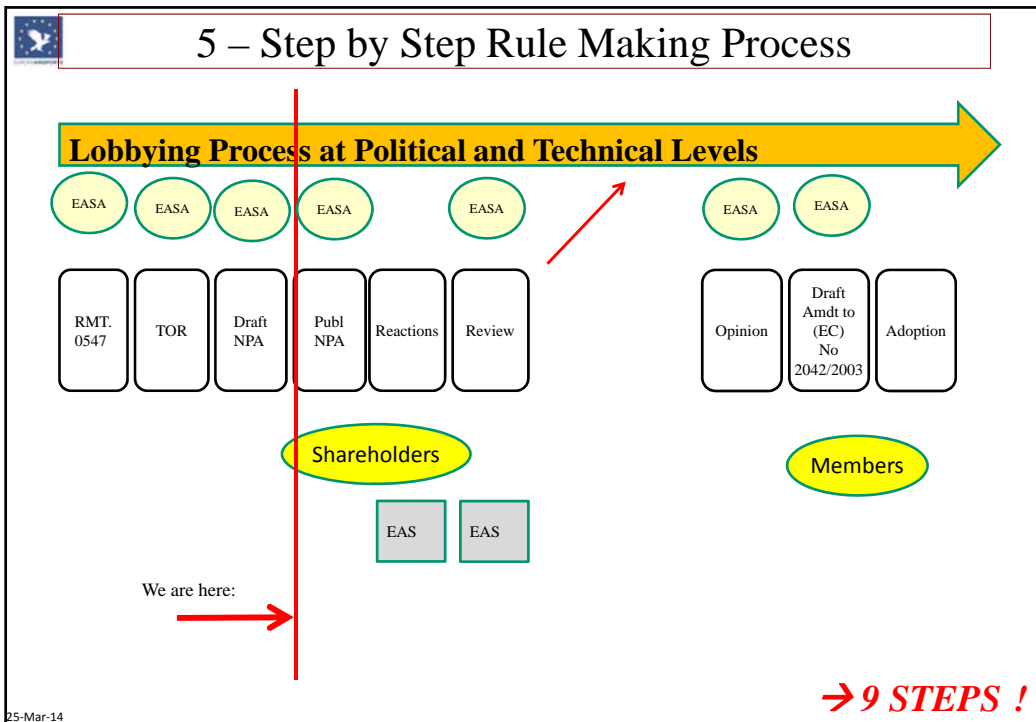 5 – Step by Step Rule Making Process
Lobbying Process at Political and Technical Levels
EASA
EASA
EASA
EASA
EASA
EASA
EASA
RMT.
0547
TOR
Draft
NPA
Publ
NPA
Reactions
Review
Opinion
Draft
Amdt to
(EC)
No
2042/2003
Adoption
Shareholders
Members
EAS
EAS
We are here:
→ 9 STEPS !
25-Mar-14